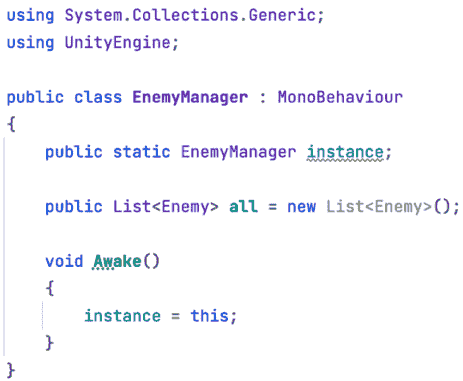 using System.Collections.Generic;
using UnityEngine;
public class EnemyManager : MonoBehaviour
{
public static EnemyManager instance;
public List<Enemy> all = new List<Enemy>();
void Awake()
{
instance = this;
}
}